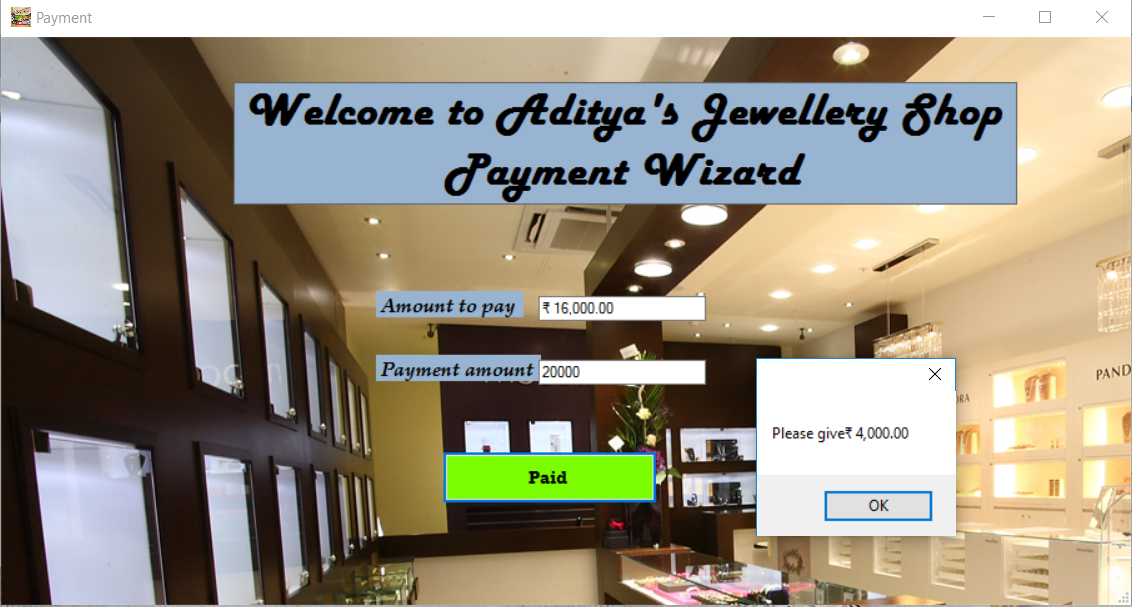 Payment
Welcome to Aditya's Jewellery Shop
Payment Wizard
Amount to pay
₹ 16,000.00
Payment amount
20000
PAND
Please give₹ 4,000.00
Paid
OK